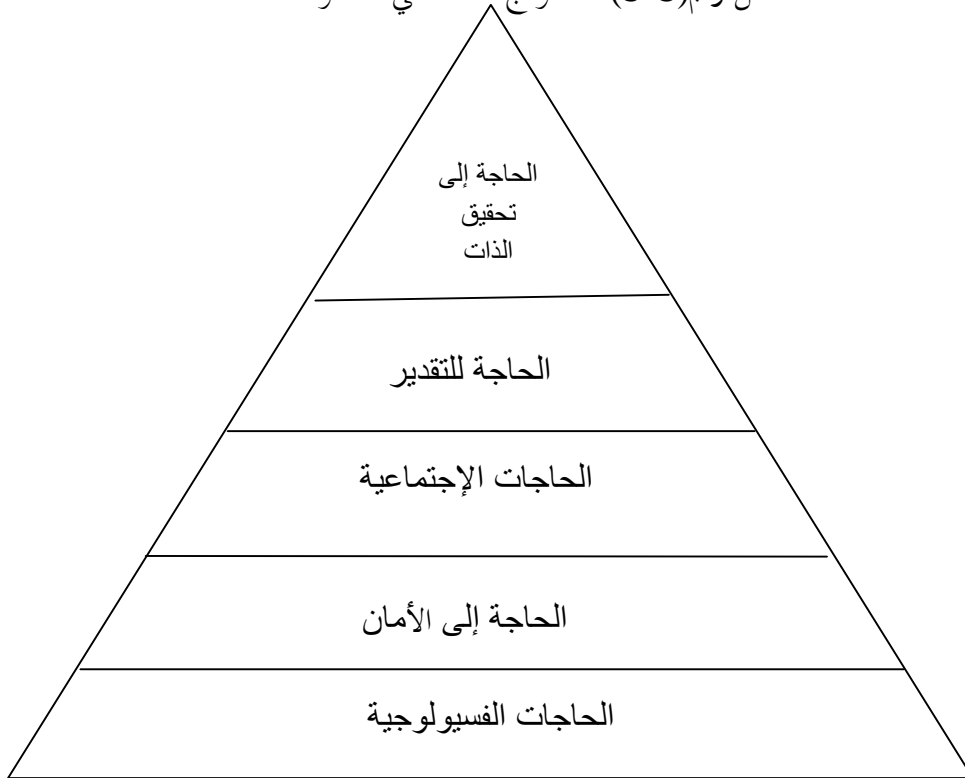 الحاجة إلى
تحقيق
الذات
الحاجة للتقدير
الحاجات الإجتماعية
الحاجة إلى الأمان
الحاجات الفسيولوجية